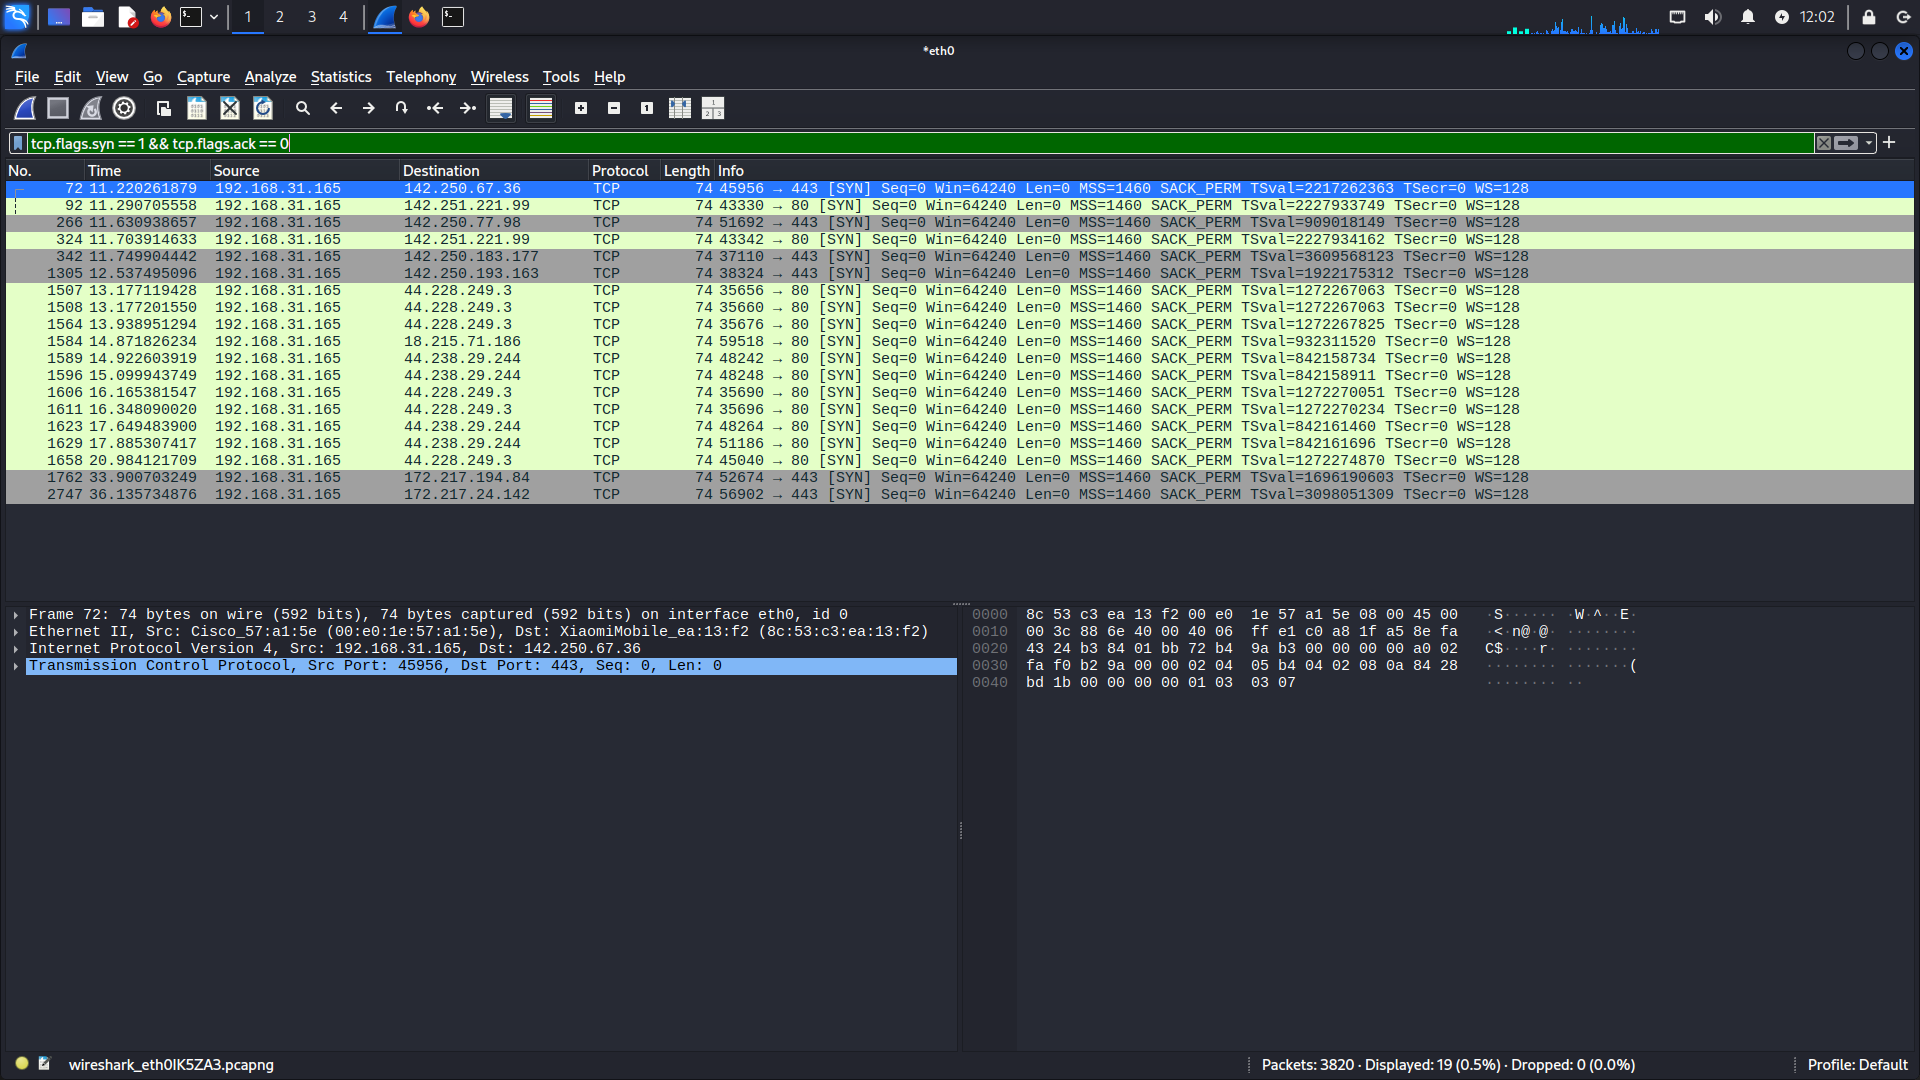 1 2 3 4 12:02
*eth0
File Edit View Go Capture Analyze Statistics Telephony Wireless Tools Help
tcp.flags.syn == 1 && tcp.flags.ack == 0
No. Time Source Destination Protocol Length Info
72 11.220261879 192.168.31.165 142.250.67.36 TCP 74 45956 → 443 [SYN] Seq=0 Win=64240 Len=0 MSS=1460 SACK_PERM TSval=2217262363 TSecr=0 WS=128
92 11.290705558 192.168.31.165 142.251.221.99 TCP 74 43330 → 80 [SYN] Seq=0 Win=64240 Len=0 MSS=1460 SACK_PERM TSval=2227933749 TSecr=0 WS=128
266 11.630938657 192.168.31.165 142.250.77.98 TCP 74 51692 → 443 [SYN] Seq=0 Win=64240 Len=0 MSS=1460 SACK_PERM TSval=909018149 TSecr=0 WS=128
324 11.703914633 192.168.31.165 142.251.221.99 TCP 74 43342 → 80 [SYN] Seq=0 Win=64240 Len=0 MSS=1460 SACK_PERM TSval=2227934162 TSecr=0 WS=128
342 11.749904442 192.168.31.165 142.250.183.177 TCP 74 37110 → 443 [SYN] Seq=0 Win=64240 Len=0 MSS=1460 SACK_PERM TSval=3609568123 TSecr=0 WS=128
1305 12.537495096 192.168.31.165 142.250.193.163 TCP 74 38324 → 443 [SYN] Seq=0 Win=64240 Len=0 MSS=1460 SACK_PERM TSval=1922175312 TSecr=0 WS=128
1507 13.177119428 192.168.31.165 44.228.249.3 TCP 74 35656 → 80 [SYN] Seq=0 Win=64240 Len=0 MSS=1460 SACK_PERM TSval=1272267063 TSecr=0 WS=128
1508 13.177201550 192.168.31.165 44.228.249.3 TCP 74 35660 → 80 [SYN] Seq=0 Win=64240 Len=0 MSS=1460 SACK_PERM TSval=1272267063 TSecr=0 WS=128
1564 13.938951294 192.168.31.165 44.228.249.3 TCP 74 35676 → 80 [SYN] Seq=0 Win=64240 Len=0 MSS=1460 SACK_PERM TSval=1272267825 TSecr=0 WS=128
1584 14.871826234 192.168.31.165 18.215.71.186 TCP 74 59518 → 80 [SYN] Seq=0 Win=64240 Len=0 MSS=1460 SACK_PERM TSval=932311520 TSecr=0 WS=128
1589 14.922603919 192.168.31.165 44.238.29.244 TCP 74 48242 → 80 [SYN] Seq=0 Win=64240 Len=0 MSS=1460 SACK_PERM TSval=842158734 TSecr=0 WS=128
1596 15.099943749 192.168.31.165 44.238.29.244 TCP 74 48248 → 80 [SYN] Seq=0 Win=64240 Len=0 MSS=1460 SACK_PERM TSval=842158911 TSecr=0 WS=128
1606 16.165381547 192.168.31.165 44.228.249.3 TCP 74 35690 → 80 [SYN] Seq=0 Win=64240 Len=0 MSS=1460 SACK_PERM TSval=1272270051 TSecr=0 WS=128
1611 16.348090020 192.168.31.165 44.228.249.3 TCP 74 35696 → 80 [SYN] Seq=0 Win=64240 Len=0 MSS=1460 SACK_PERM TSval=1272270234 TSecr=0 WS=128
1623 17.649483900 192.168.31.165 44.238.29.244 TCP 74 48264 → 80 [SYN] Seq=0 Win=64240 Len=0 MSS=1460 SACK_PERM TSval=842161460 TSecr=0 WS=128
1629 17.885307417 192.168.31.165 44.238.29.244 TCP 74 51186 → 80 [SYN] Seq=0 Win=64240 Len=0 MSS=1460 SACK_PERM TSval=842161696 TSecr=0 WS=128
1658 20.984121709 192.168.31.165 44.228.249.3 TCP 74 45040 → 80 [SYN] Seq=0 Win=64240 Len=0 MSS=1460 SACK_PERM TSval=1272274870 TSecr=0 WS=128
1762 33.900703249 192.168.31.165 172.217.194.84 TCP 74 52674 → 443 [SYN] Seq=0 Win=64240 Len=0 MSS=1460 SACK_PERM TSval=1696190603 TSecr=0 WS=128
2747 36.135734876 192.168.31.165 172.217.24.142 TCP 74 56902 → 443 [SYN] Seq=0 Win=64240 Len=0 MSS=1460 SACK_PERM TSval=3098051309 TSecr=0 WS=128
Frame 72: 74 bytes on wire (592 bits), 74 bytes captured (592 bits) on interface eth0, id 0
Ethernet II, Src: Cisco_57:a1:5e (00:e0:1e:57:a1:5e), Dst: XiaomiMobile_ea:13:f2 (8c:53:c3:ea:13:f2)
Internet Protocol Version 4, Src: 192.168.31.165, Dst: 142.250.67.36
Transmission Control Protocol, Src Port: 45956, Dst Port: 443, Seq: 0, Len: 0
0000 8c 53 c3 ea 13 f2 00 e0 1e 57 a1 5e 08 00 45 00 ·S······ ·W·^··E·
0010 00 3c 88 6e 40 00 40 06 ff e1 c0 a8 1f a5 8e fa ·<·n@·@· ········
0020 43 24 b3 84 01 bb 72 b4 9a b3 00 00 00 00 a0 02 C$····r· ········
0030 fa f0 b2 9a 00 00 02 04 05 b4 04 02 08 0a 84 28 ········ ·······(
0040 bd 1b 00 00 00 00 01 03 03 07 ········ ··
wireshark_eth0IK5ZA3.pcapng Packets: 3820 · Displayed: 19 (0.5%) · Dropped: 0 (0.0%) Profile: Default